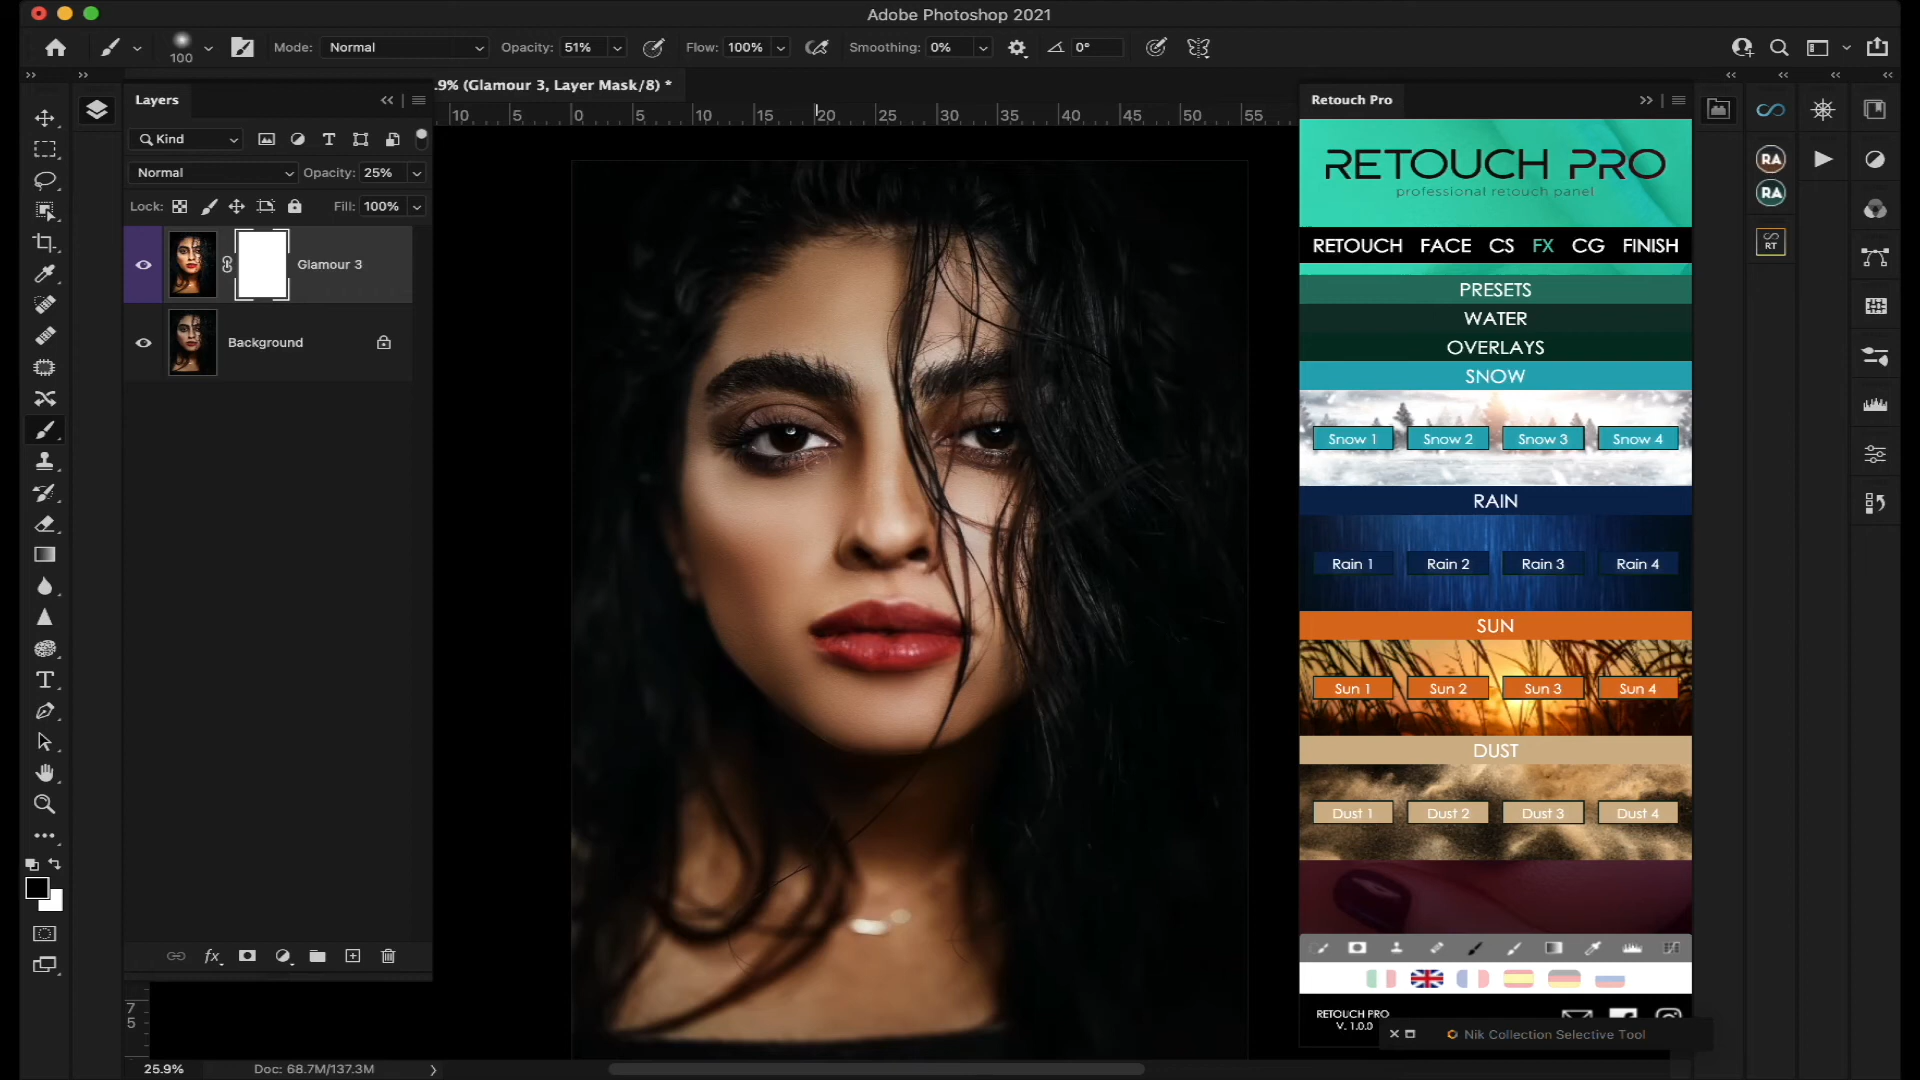 Adobe Photoshop 2021
100
Mode: Normal
Opacity: 51%
Flow: 100%
Smoothing: 0%
0°
Layers
.9% (Glamour 3, Layer Mask/8) *
Retouch Pro
10 5 0 5 10 15 20 25 30 35 40 45 50 55
Kind
Normal
Opacity: 25%
Lock:
Fill: 100%
Glamour 3
Background
RETOUCH PRO
professional retouch panel
RETOUCH FACE CS FX CG FINISH
PRESETS
WATER
OVERLAYS
SNOW
Snow 1 Snow 2 Snow 3 Snow 4
RAIN
Rain 1 Rain 2 Rain 3 Rain 4
SUN
Sun 1 Sun 2 Sun 3 Sun 4
DUST
Dust 1 Dust 2 Dust 3 Dust 4
RETOUCH PRO
V. 1.0.0
Nik Collection Selective Tool
RA
RA
RT
fx
7
5
25.9%
Doc: 68.7M/137.3M